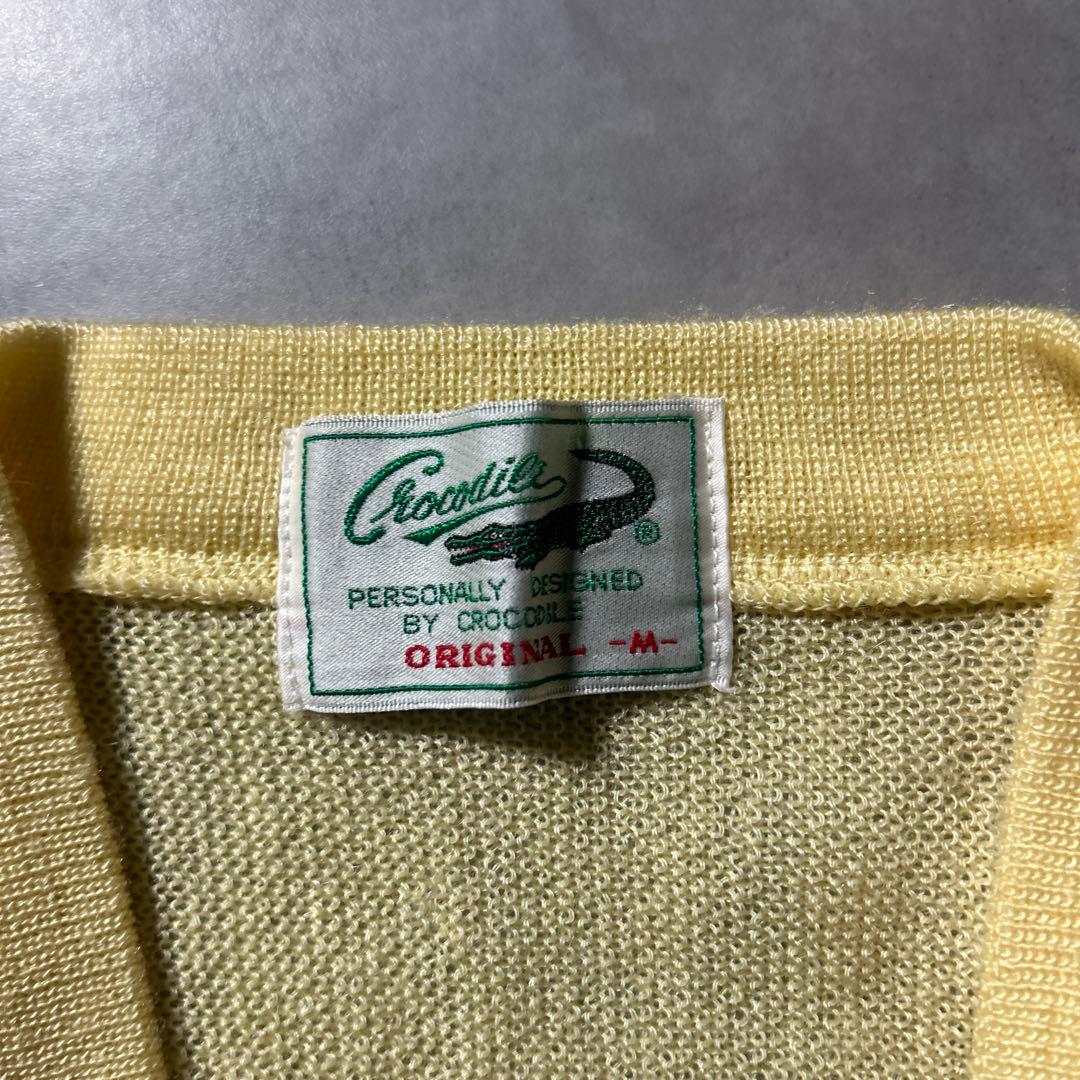 Crocodile
®
PERSONALLY DESIGNED
BY CROCODILE
ORIGINAL -M-